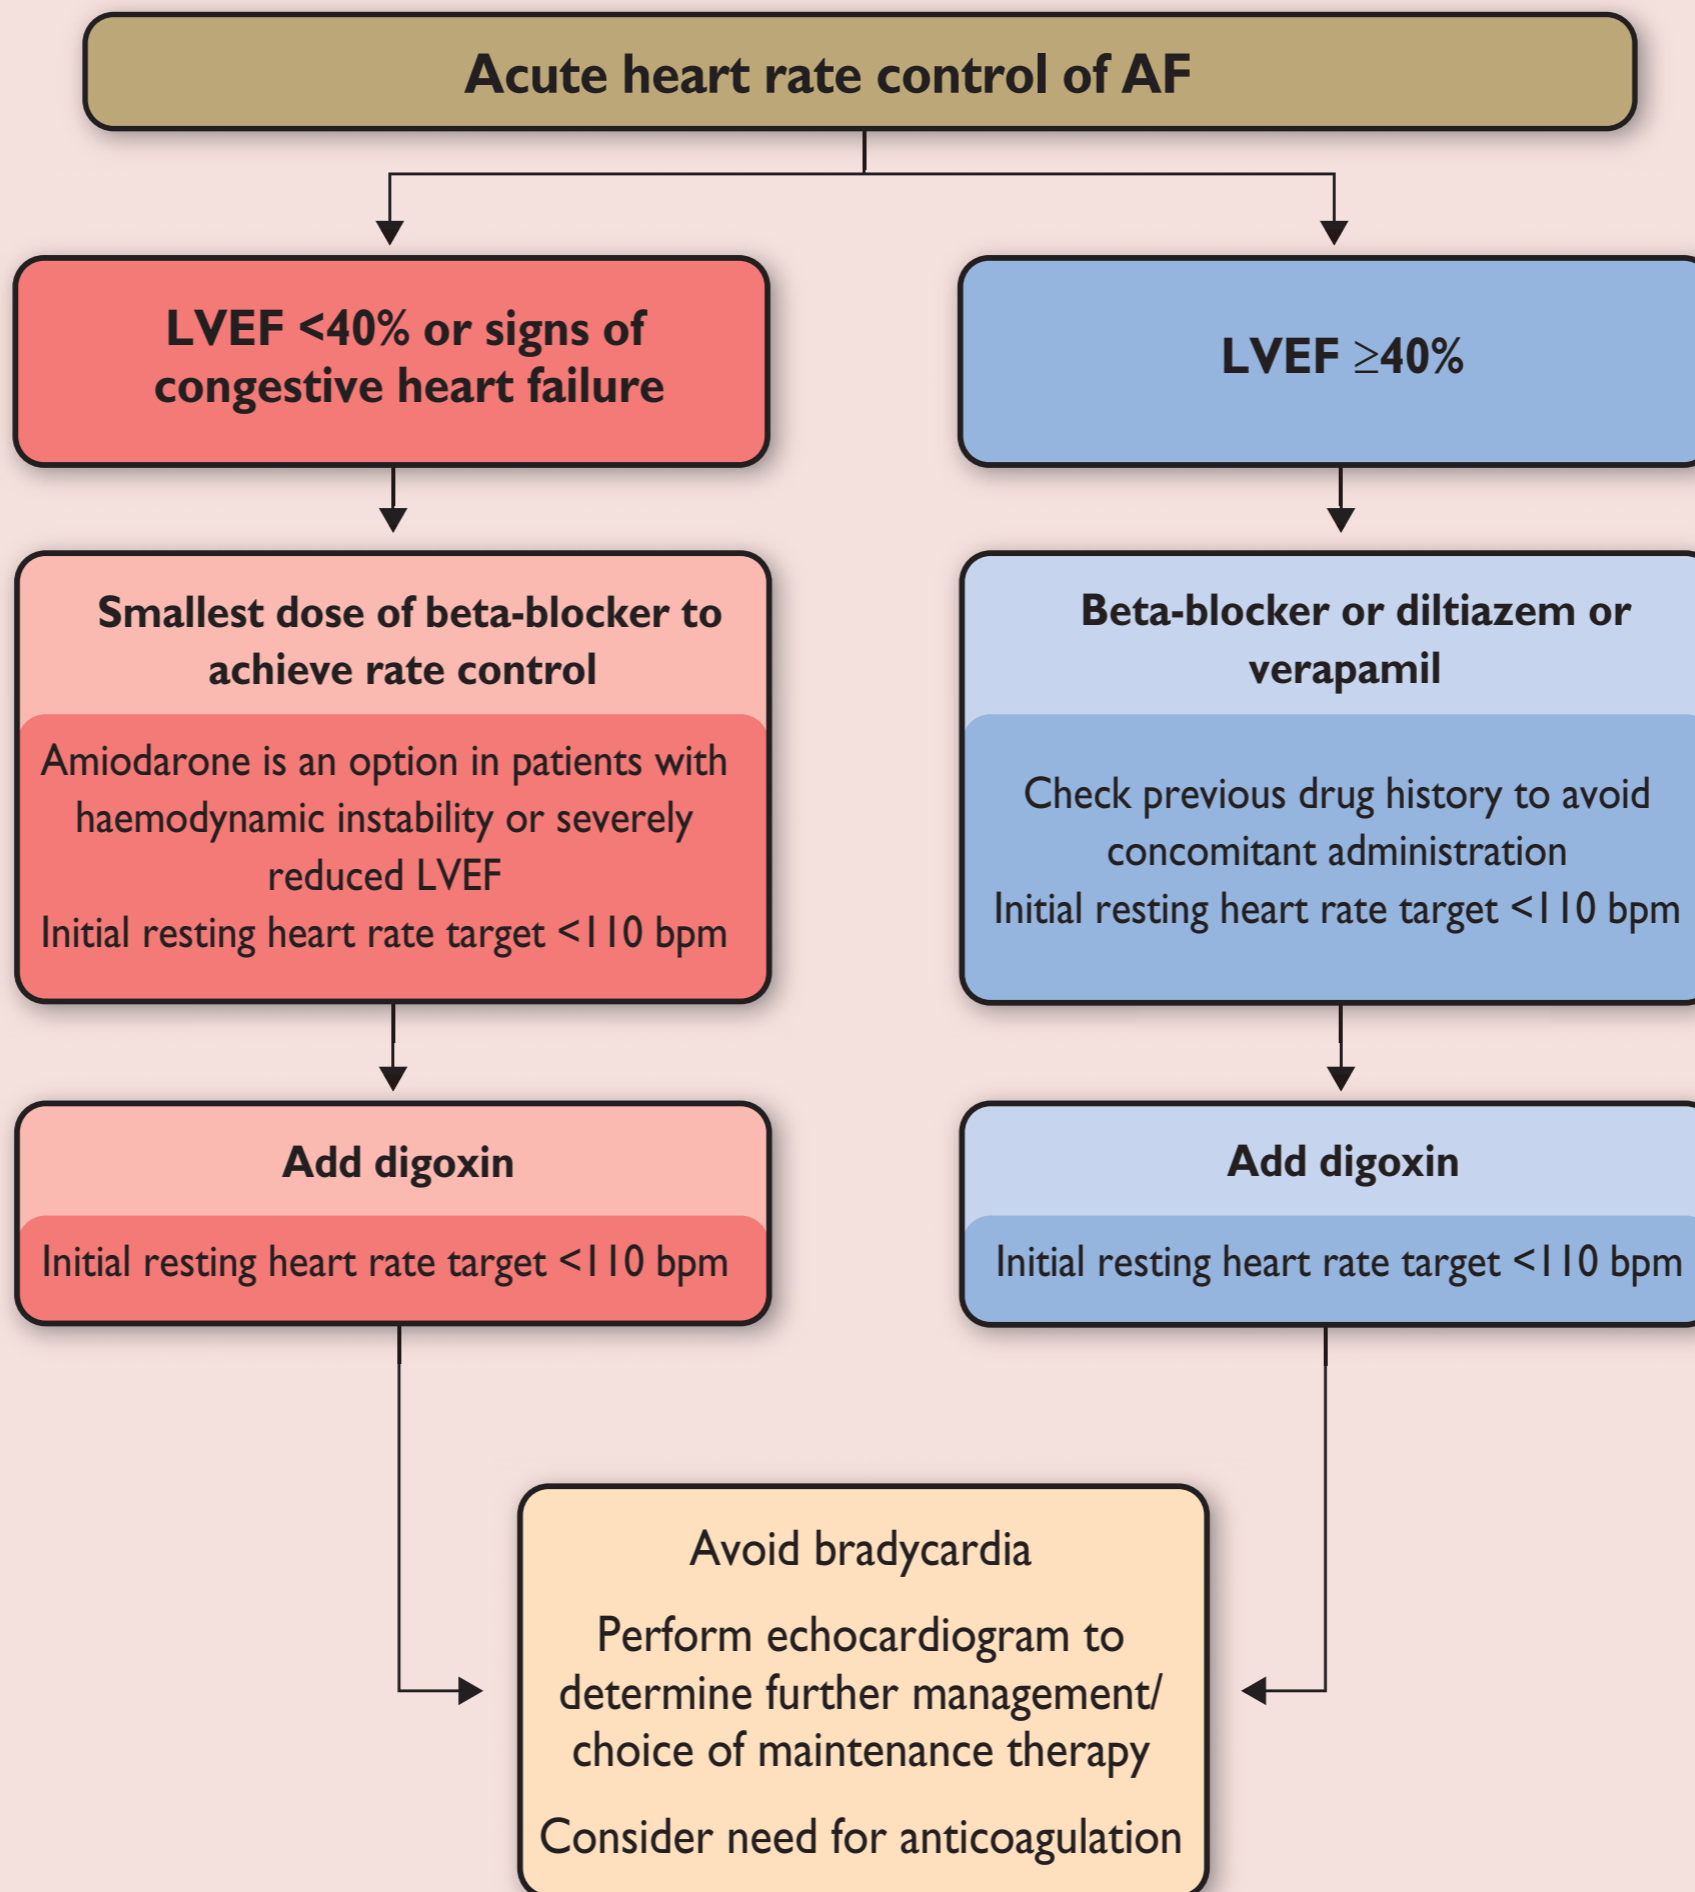 Acute heart rate control of AF
LVEF <40% or signs of
congestive heart failure
LVEF ≥40%
Smallest dose of beta-blocker to
achieve rate control
Amiodarone is an option in patients with
haemodynamic instability or severely
reduced LVEF
Initial resting heart rate target <110 bpm
Beta-blocker or diltiazem or
verapamil
Check previous drug history to avoid
concomitant administration
Initial resting heart rate target <110 bpm
Add digoxin
Initial resting heart rate target <110 bpm
Add digoxin
Initial resting heart rate target <110 bpm
Avoid bradycardia
Perform echocardiogram to
determine further management/
choice of maintenance therapy
Consider need for anticoagulation